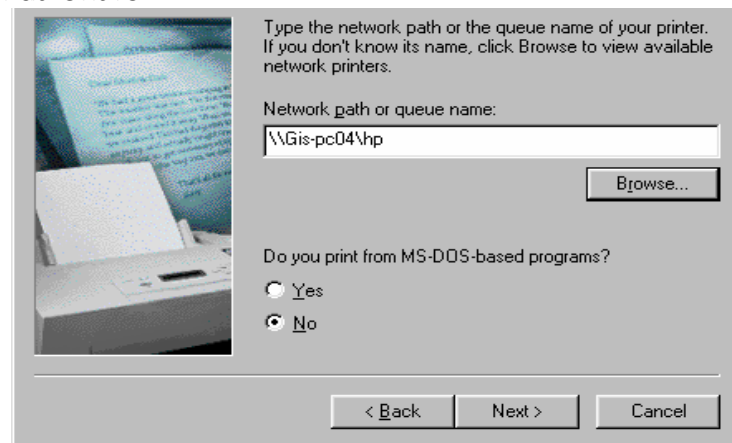 Type the network path or the queue name of your printer.
If you don't know its name, click Browse to view available
network printers.
Network path or queue name:
\\Gis-pc04\hp
Browse...
Do you print from MS-DOS-based programs?
Yes
No
< Back
Next >
Cancel